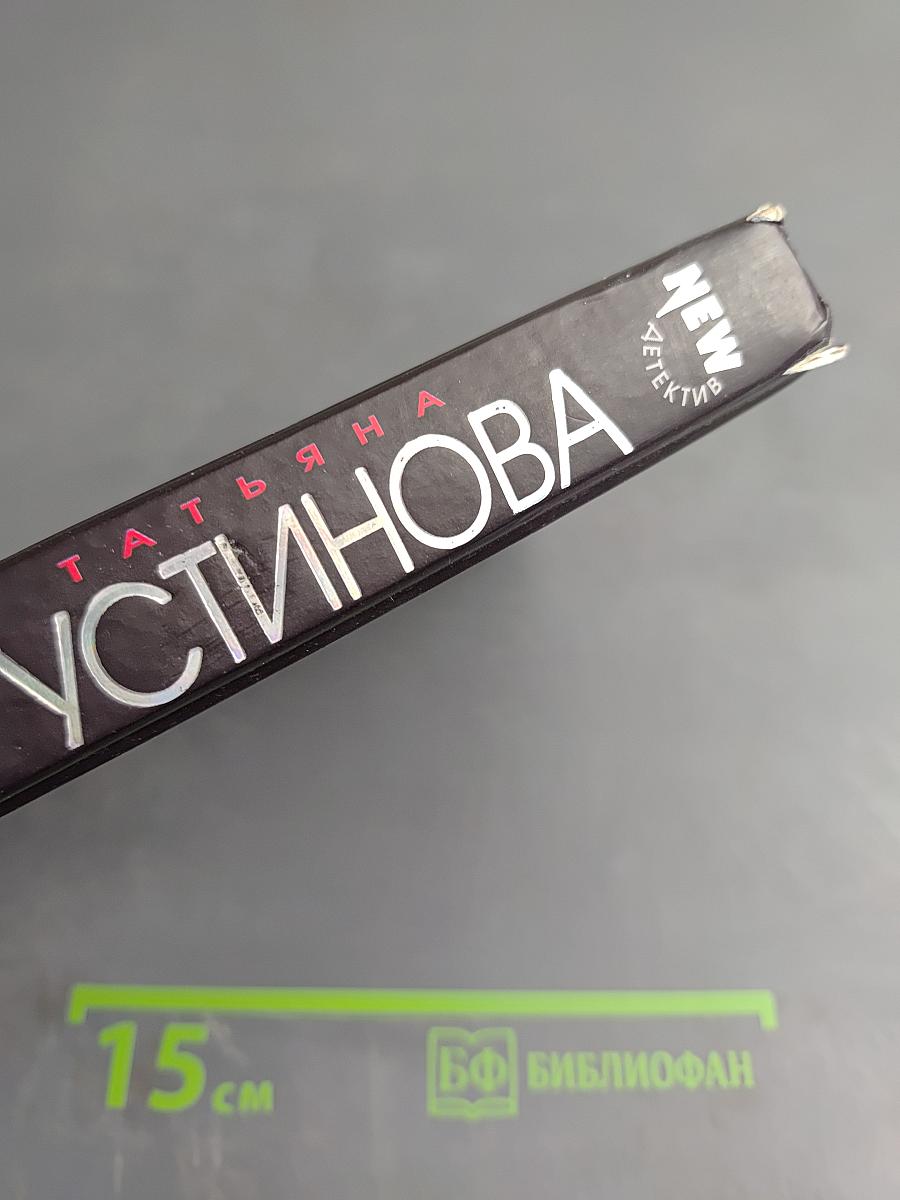 NEW
ДЕТЕКТИВ
ТАТЬЯНА
УСТИНОВА
15 см
БФ БИБЛИОФАН